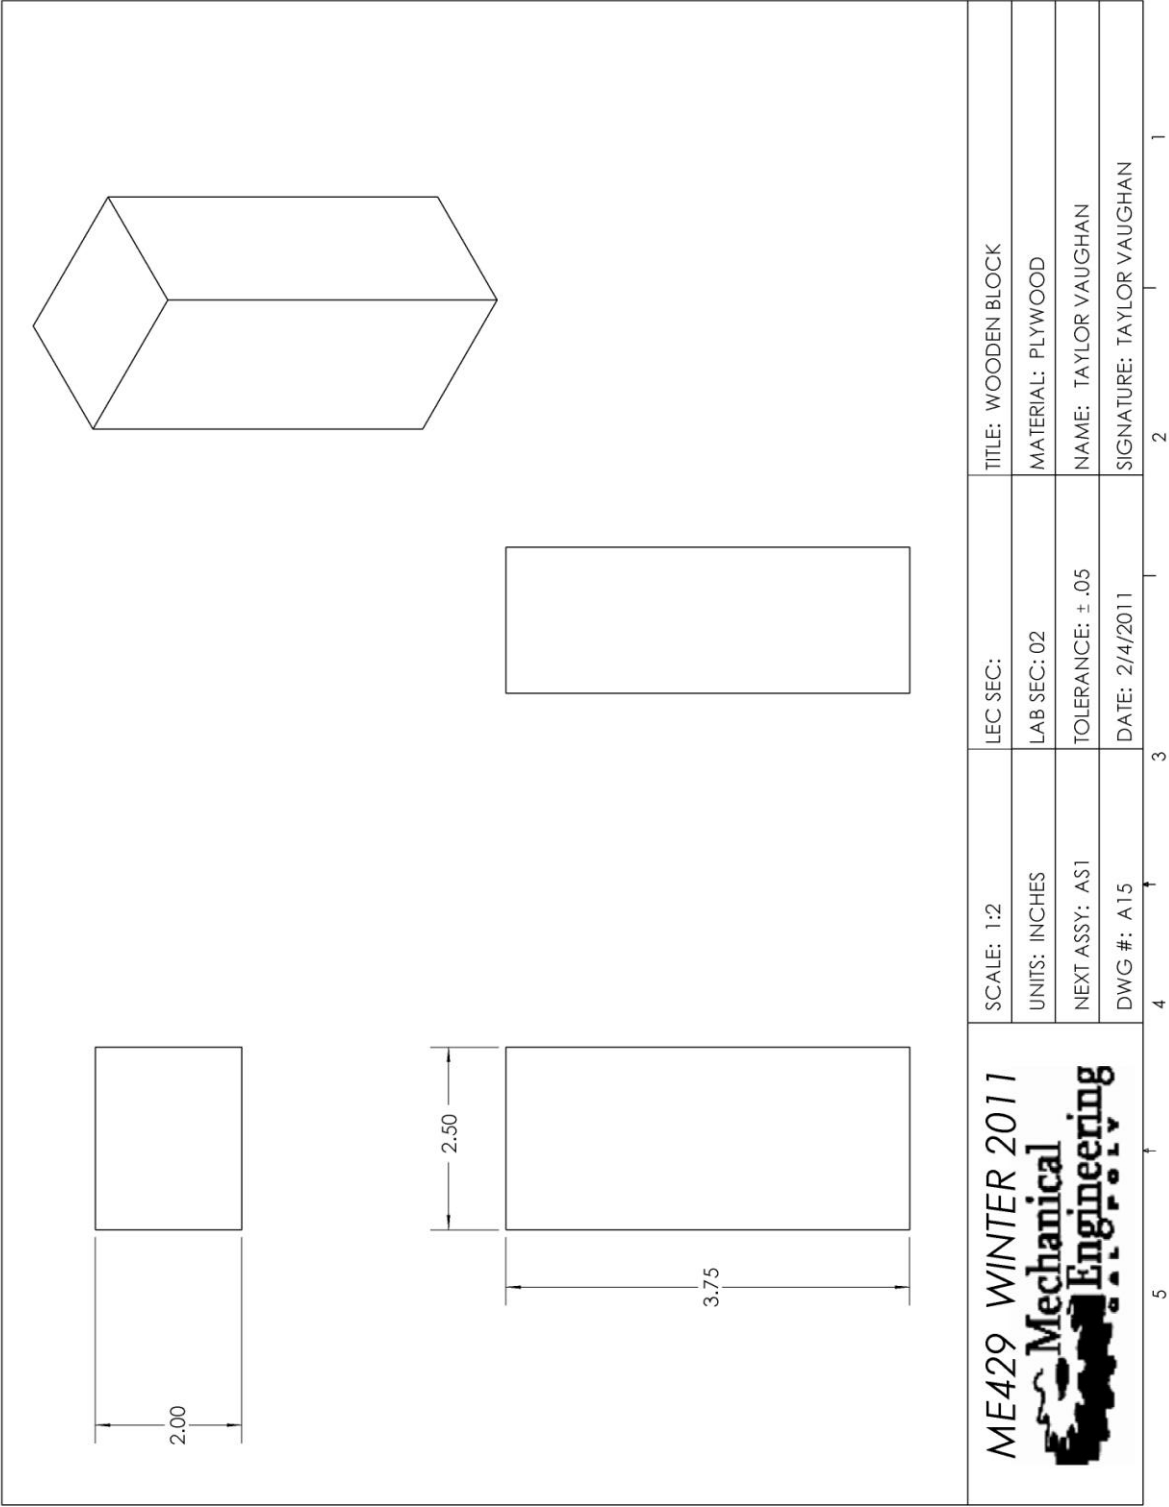 2.00
2.50
3.75
ME429 WINTER 2011
Mechanical
Engineering
CAL POLY
SCALE: 1:2
UNITS: INCHES
NEXT ASSY: AS1
DWG #: A15
LEC SEC:
LAB SEC: 02
TOLERANCE: ± .05
DATE: 2/4/2011
TITLE: WOODEN BLOCK
MATERIAL: PLYWOOD
NAME: TAYLOR VAUGHAN
SIGNATURE: TAYLOR VAUGHAN
5
4
3
2
1